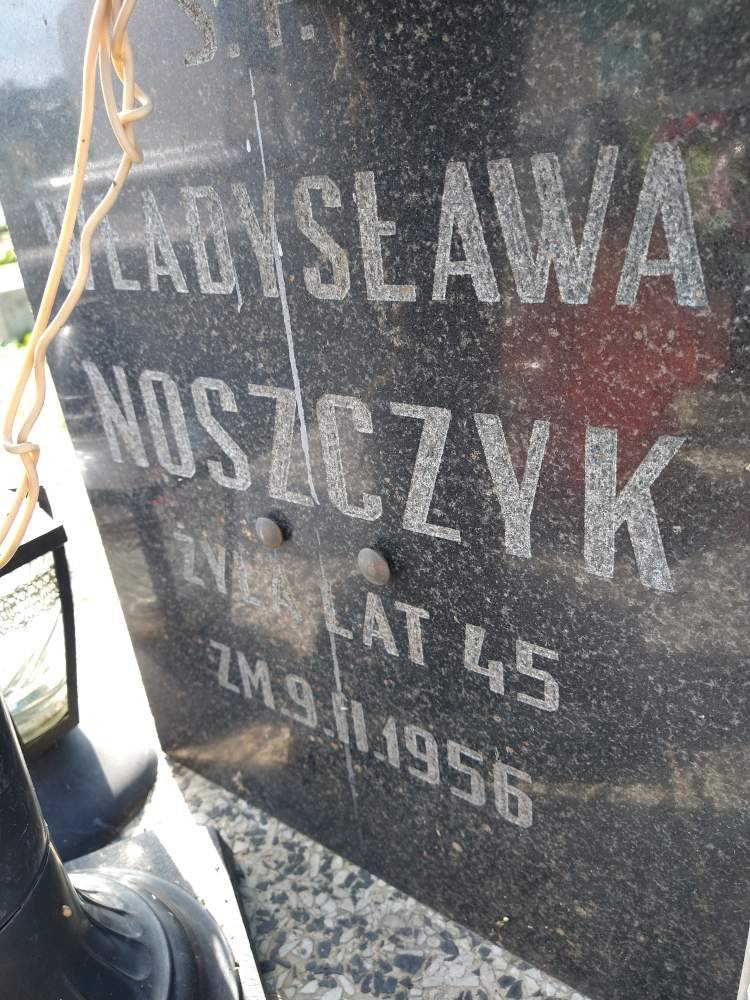 Ś.P.
WŁADYSŁAWA
NOSZCZYK
ŻYŁA LAT 45
ZM.9.II.1956